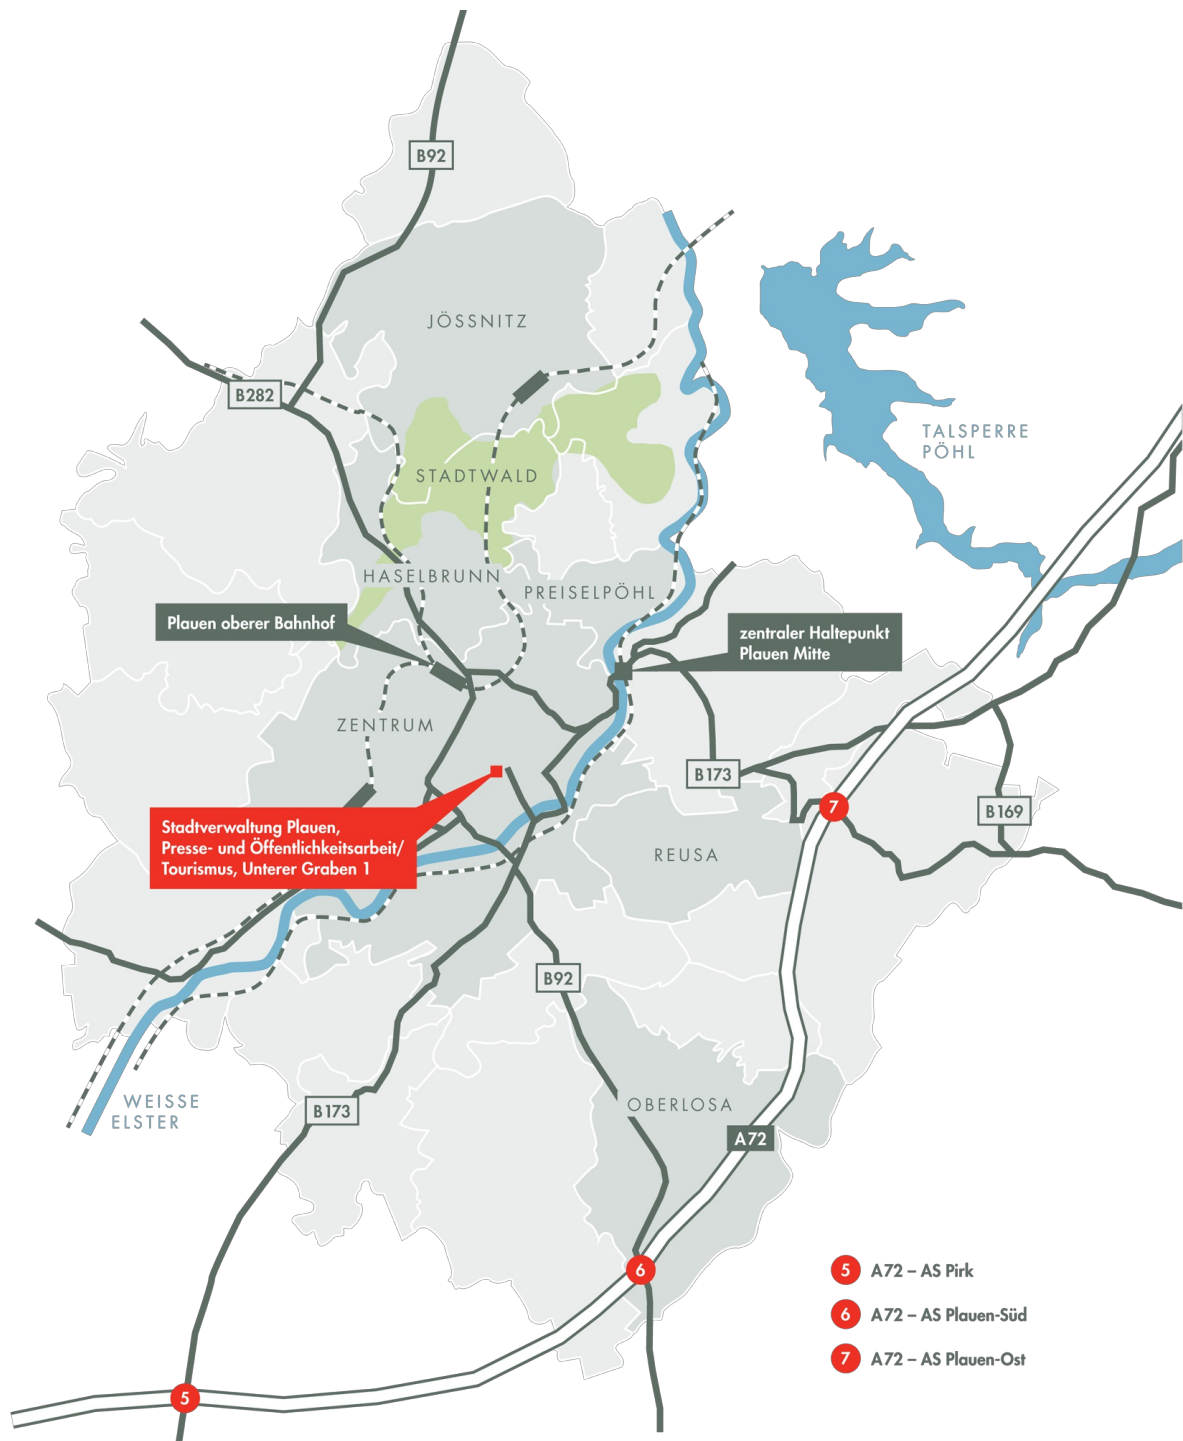 B92
JÖSSNITZ
B282
TALSPERRE
PÖHL
STADTWALD
HASELBRUNN
PREISELPÖHL
Plauen oberer Bahnhof
zentraler Haltepunkt
Plauen Mitte
ZENTRUM
B173
7
B169
Stadtverwaltung Plauen,
Presse- und Öffentlichkeitsarbeit/
Tourismus, Unterer Graben 1
REUSA
B92
WEISSE
ELSTER
B173
OBERLOSA
A72
6
5
5 A72 – AS Pirk
6 A72 – AS Plauen-Süd
7 A72 – AS Plauen-Ost